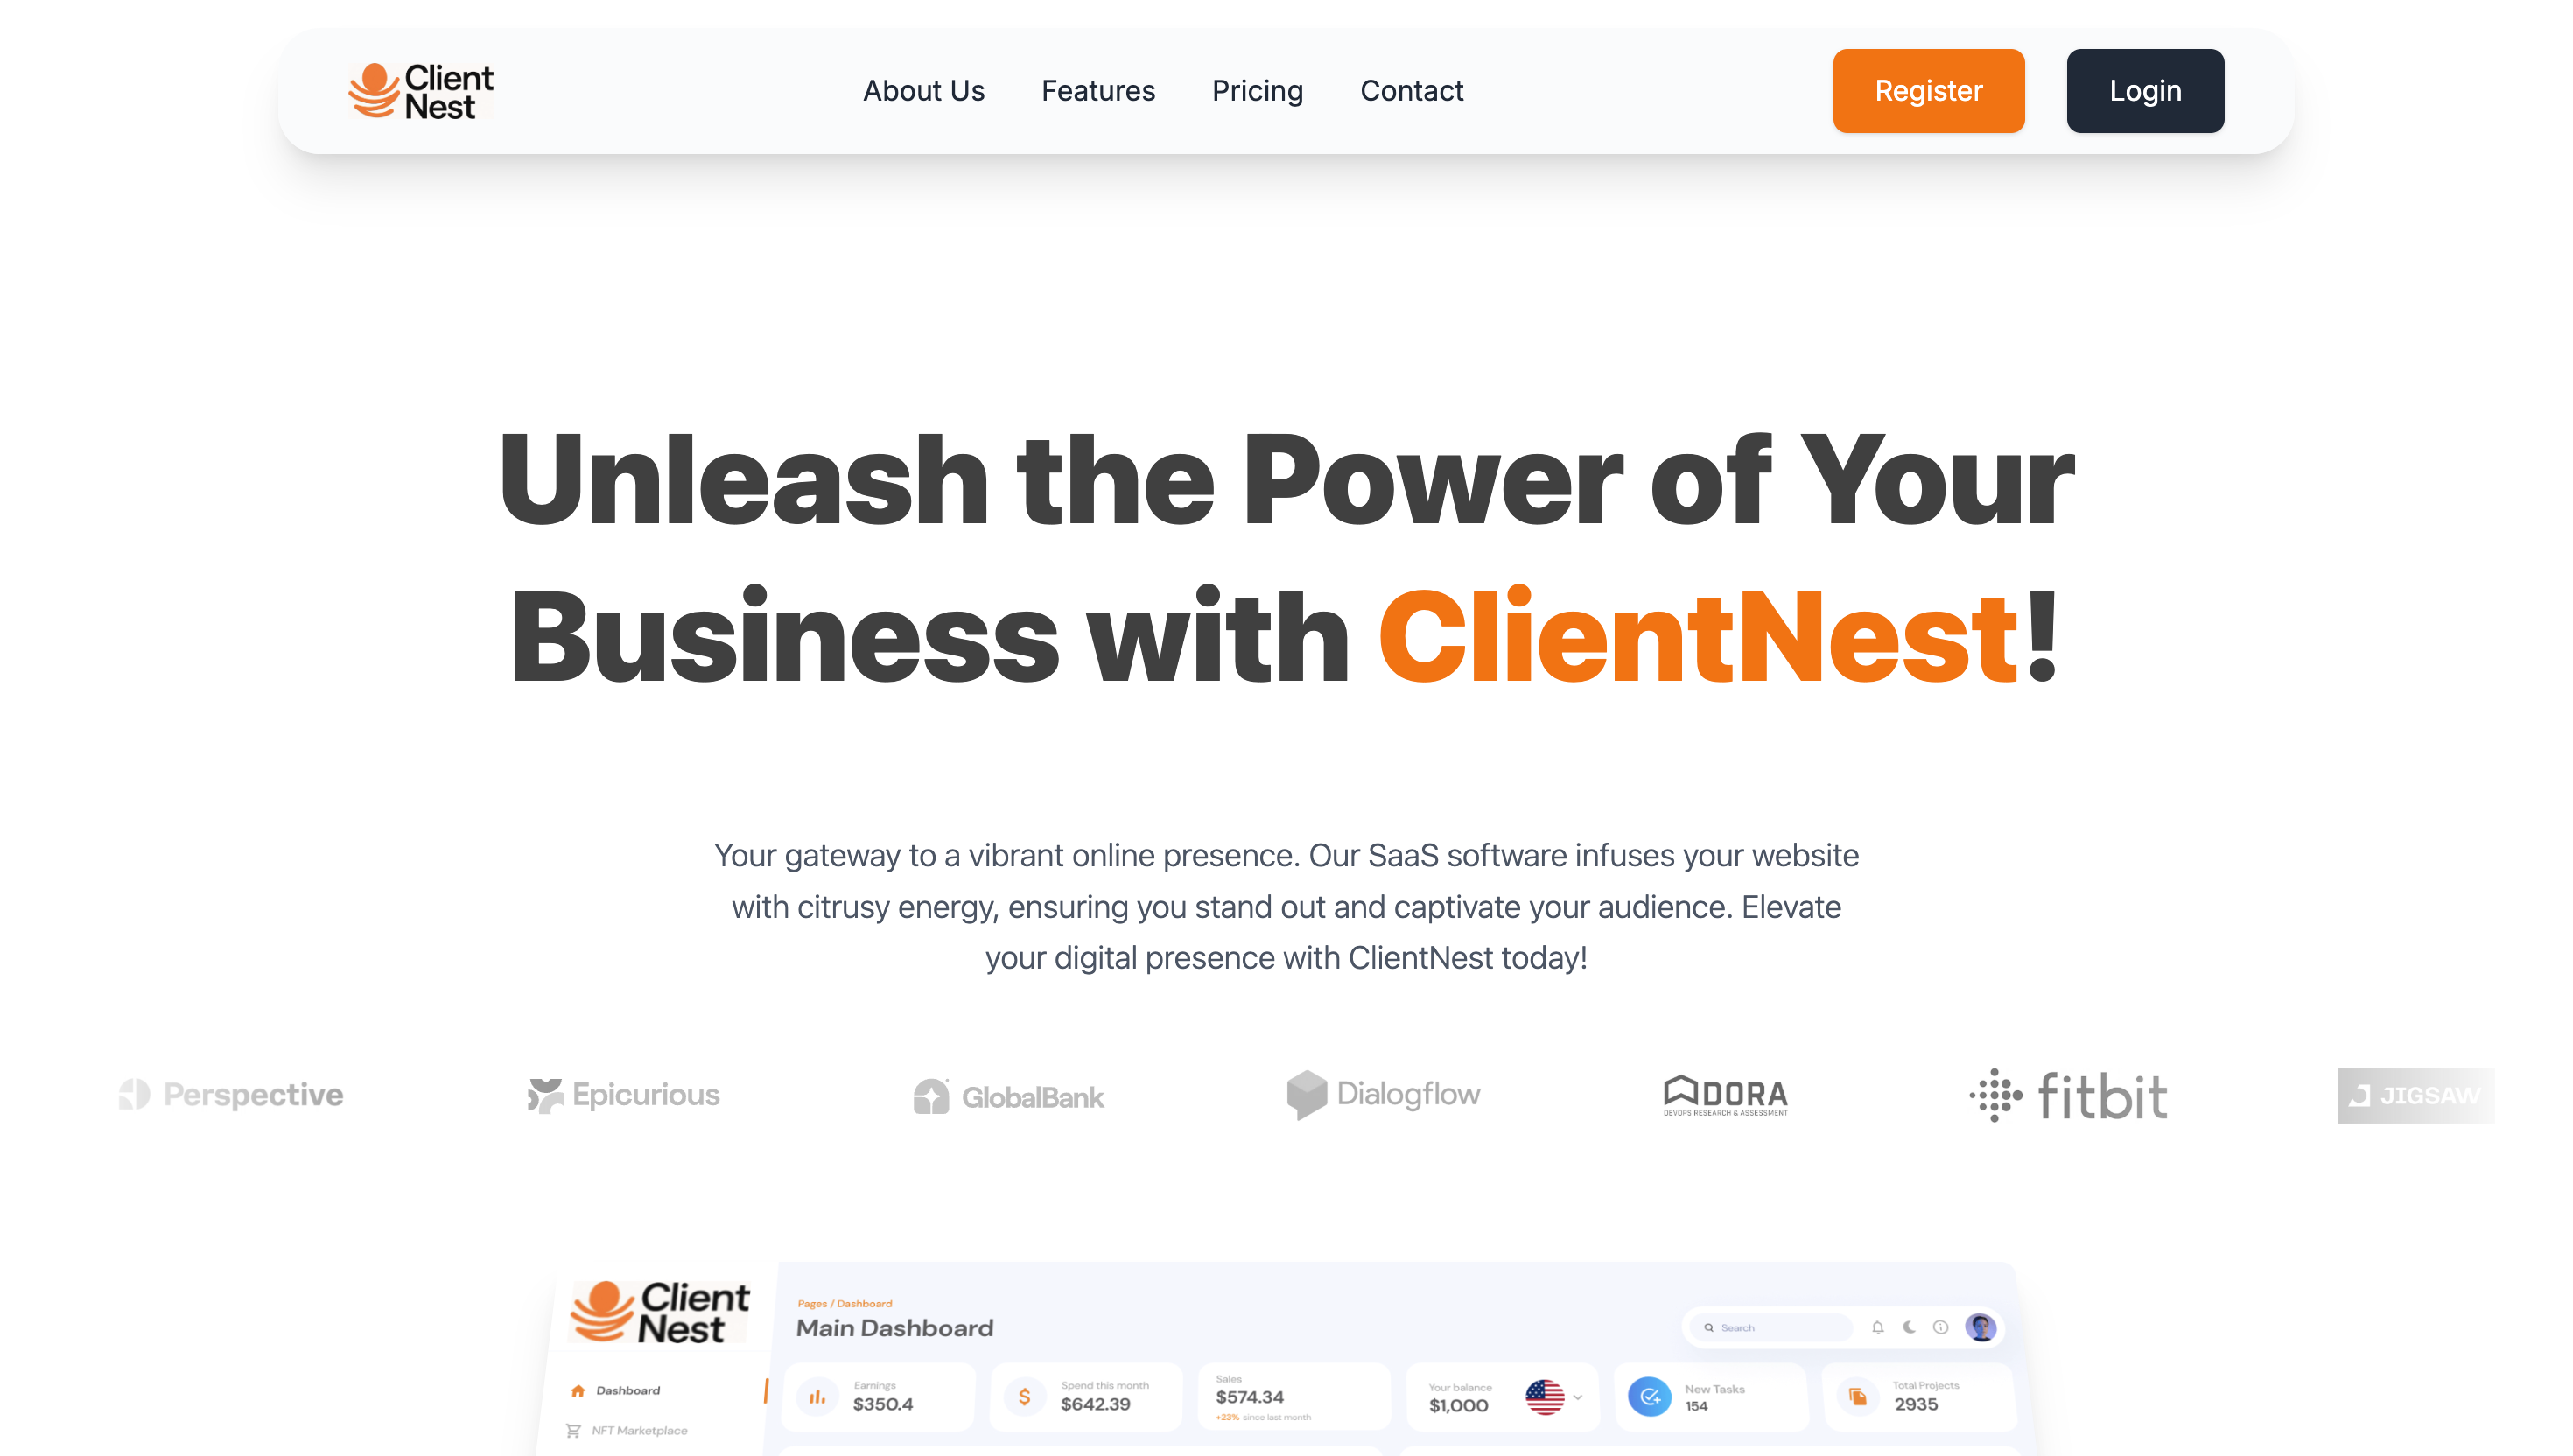 Client
Nest
About Us
Features
Pricing
Contact
Register
Login
Unleash the Power of Your
Business with ClientNest!
Your gateway to a vibrant online presence. Our SaaS software infuses your website
with citrusy energy, ensuring you stand out and captivate your audience. Elevate
your digital presence with ClientNest today!
Perspective
Epicurious
GlobalBank
Dialogflow
DORA
DEVOPS RESEARCH & ASSESSMENT
fitbit
JIGSAW
Client
Nest
Pages / Dashboard
Main Dashboard
Search
Dashboard
NFT Marketplace
Earnings
$350.4
Spend this month
$642.39
Sales
$574.34
+23% since last month
Your balance
$1,000
New Tasks
154
Total Projects
2935